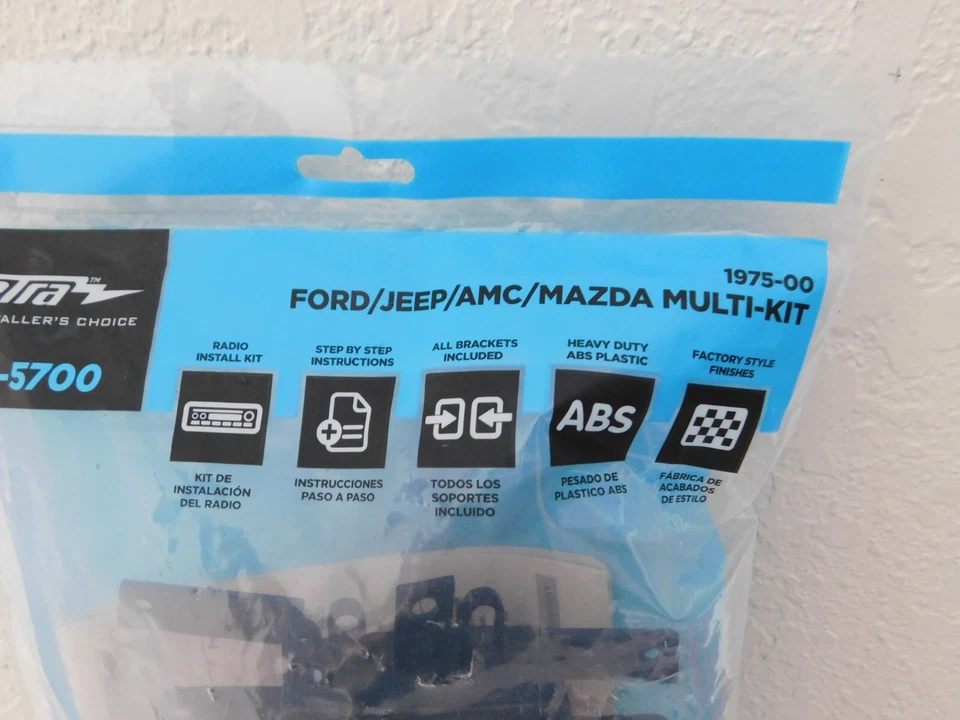 1975-00
FORD/JEEP/AMC/MAZDA MULTI-KIT
etra™
TALLER'S CHOICE
-5700
RADIO
INSTALL KIT
STEP BY STEP
INSTRUCTIONS
ALL BRACKETS
INCLUDED
HEAVY DUTY
ABS PLASTIC
FACTORY STYLE
FINISHES
ABS
KIT DE
INSTALACIÓN
DEL RADIO
INSTRUCCIONES
PASO A PASO
TODOS LOS
SOPORTES
INCLUIDO
PESADO DE
PLASTICO ABS
FÁBRICA DE
ACABADOS
DE ESTILO